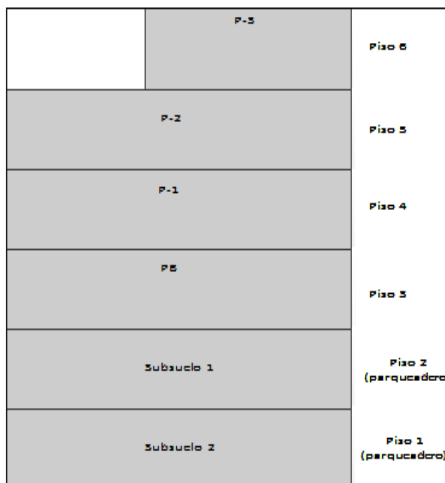 P-3
Piso 6
P-2
Piso 5
P-1
Piso 4
PB
Piso 3
Subsuelo 1
Piso 2
(parqueadero)
Subsuelo 2
Piso 1
(parqueadero)